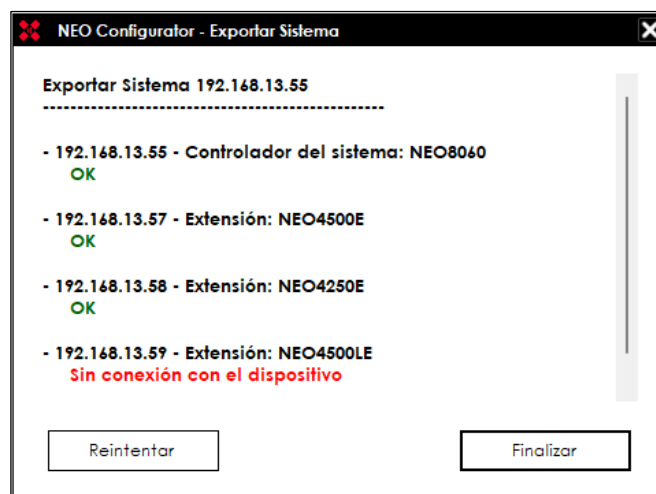 NEO Configurator - Exportar Sistema
Exportar Sistema 192.168.13.55
--------------------------------------------------
- 192.168.13.55 - Controlador del sistema: NEO8060
OK
- 192.168.13.57 - Extensión: NEO4500E
OK
- 192.168.13.58 - Extensión: NEO4250E
OK
- 192.168.13.59 - Extensión: NEO4500LE
Sin conexión con el dispositivo
Reintentar
Finalizar